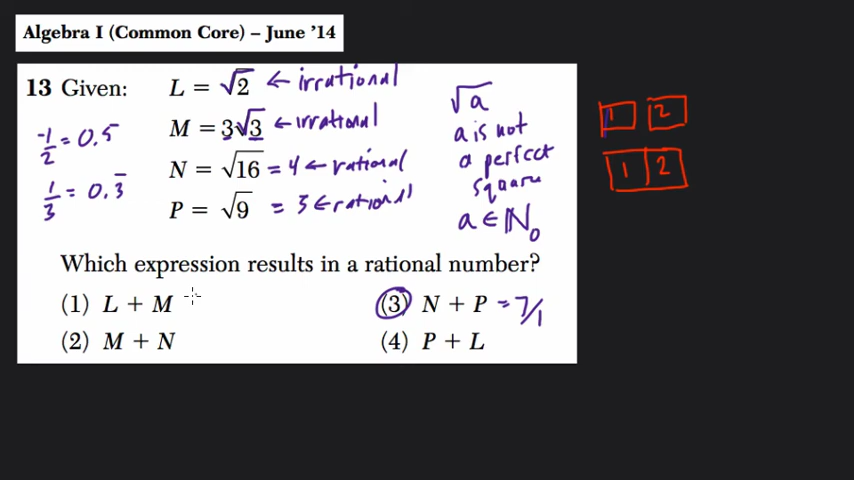 Algebra I (Common Core) – June ’14
13 Given: L = √2 ← irrational
M = 3√3 ← irrational
N = √16 = 4 ← rational
P = √9 = 3 ← rational
1/2 = 0.5
1/3 = 0.3̅
√a
a is not
a perfect
square
a ∈ ℕ₀
1 2
1 2
Which expression results in a rational number?
(1) L + M
(2) M + N
(3) N + P = 7/1
(4) P + L